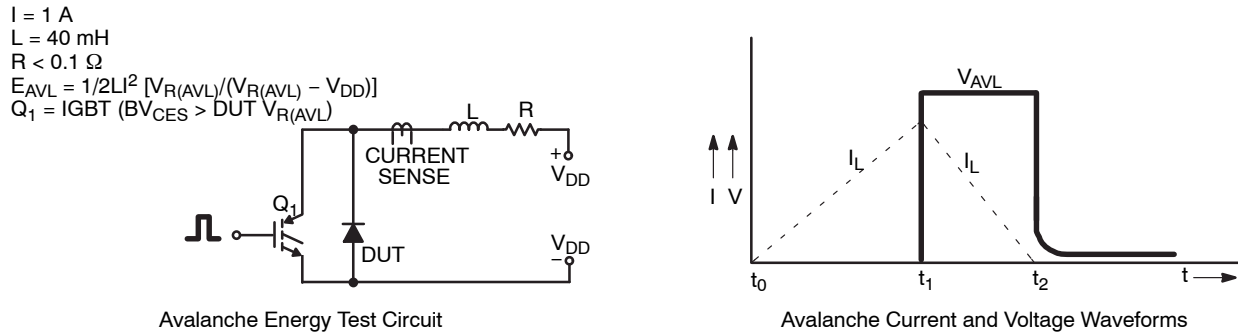 I = 1 A
L = 40 mH
R < 0.1 Ω
E_AVL = 1/2LI² [V_R(AVL)/(V_R(AVL) − V_DD)]
Q₁ = IGBT (BV_CES > DUT V_R(AVL)
L
R
CURRENT
SENSE
+
V_DD
Q₁
DUT
V_DD
−
Avalanche Energy Test Circuit
V_AVL
I_L
I_L
I V
t₀
t₁
t₂
t
Avalanche Current and Voltage Waveforms